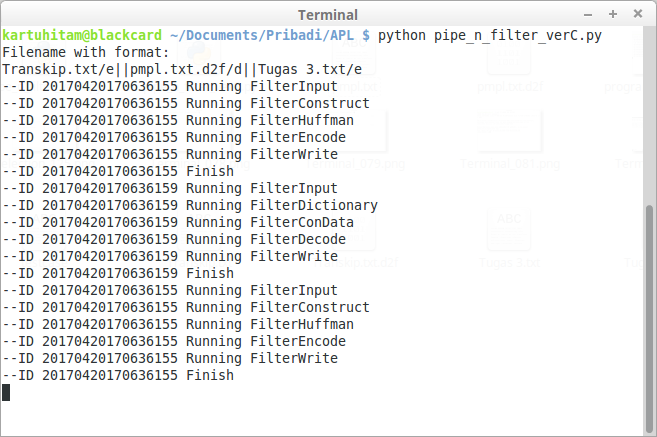 Terminal
kartuhitam@blackcard ~/Documents/Pribadi/APL $ python pipe_n_filter_verC.py
Filename with format:
Transkip.txt/e||pmpl.txt.d2f/d||Tugas 3.txt/e
--ID 20170420170636155 Running FilterInput
--ID 20170420170636155 Running FilterConstruct
--ID 20170420170636155 Running FilterHuffman
--ID 20170420170636155 Running FilterEncode
--ID 20170420170636155 Running FilterWrite
--ID 20170420170636155 Finish
--ID 20170420170636159 Running FilterInput
--ID 20170420170636159 Running FilterDictionary
--ID 20170420170636159 Running FilterConData
--ID 20170420170636159 Running FilterDecode
--ID 20170420170636159 Running FilterWrite
--ID 20170420170636159 Finish
--ID 20170420170636155 Running FilterInput
--ID 20170420170636155 Running FilterConstruct
--ID 20170420170636155 Running FilterHuffman
--ID 20170420170636155 Running FilterEncode
--ID 20170420170636155 Running FilterWrite
--ID 20170420170636155 Finish